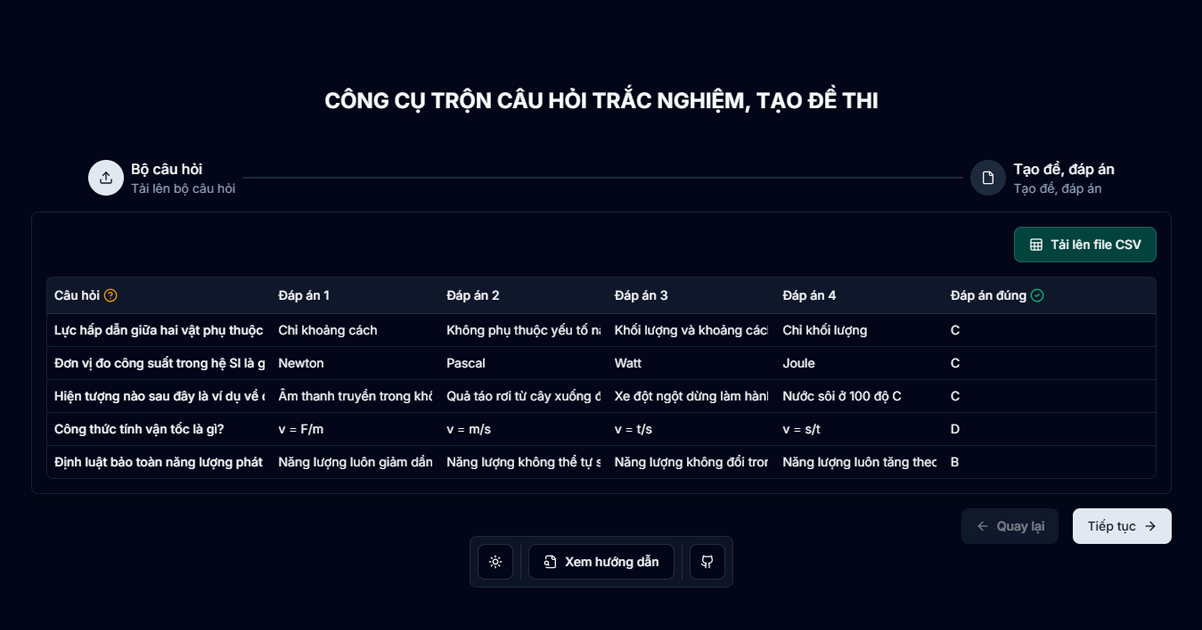 CÔNG CỤ TRỘN CÂU HỎI TRẮC NGHIỆM, TẠO ĐỀ THI
Bộ câu hỏi
Tải lên bộ câu hỏi
Tạo đề, đáp án
Tạo đề, đáp án
Tải lên file CSV
Câu hỏi Đáp án 1 Đáp án 2 Đáp án 3 Đáp án 4 Đáp án đúng
Lực hấp dẫn giữa hai vật phụ thuộc Chỉ khoảng cách Không phụ thuộc yếu tố Khối lượng và khoảng Chỉ khối lượng C
Đơn vị đo công suất trong hệ SI là Newton Pascal Watt Joule C
Hiện tượng nào sau đây là ví dụ về Âm thanh truyền trong Quả táo rơi từ cây xuống Xe đột ngột dừng làm Nước sôi ở 100 độ C C
Công thức tính vận tốc là gì? v = F/m v = m/s v = t/s v = s/t D
Định luật bảo toàn năng lượng phát Năng lượng luôn giảm dần Năng lượng không thể tự Năng lượng không đổi Năng lượng luôn tăng B
Quay lại Tiếp tục
Xem hướng dẫn